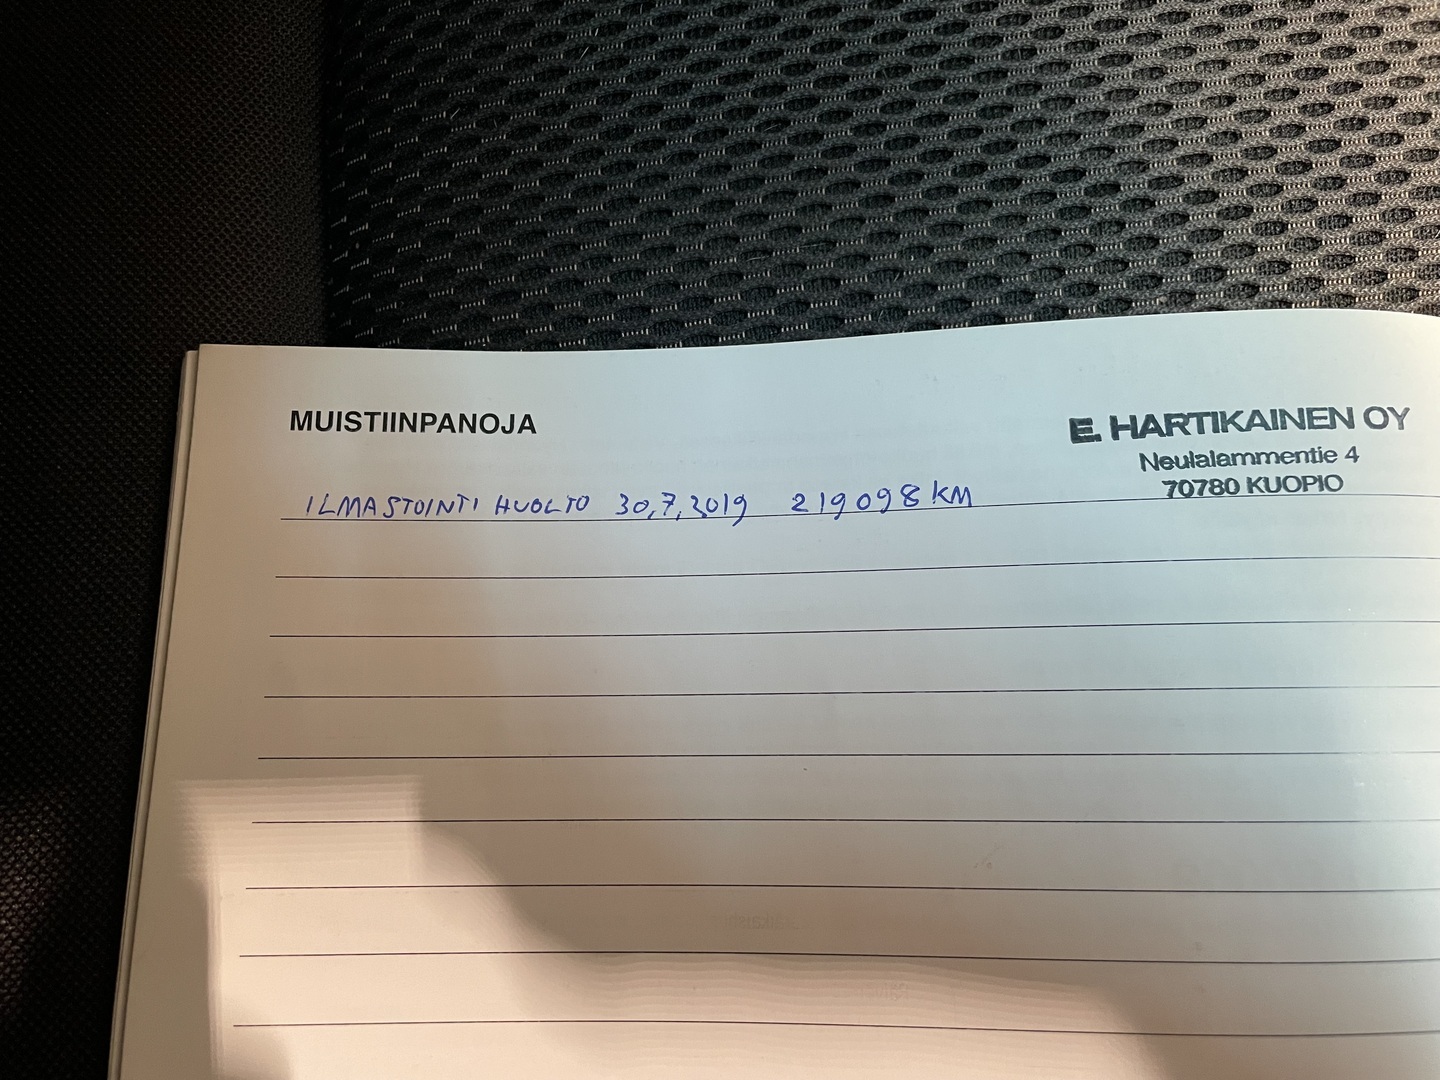 MUISTIINPANOJA
E. HARTIKAINEN OY
Neulalammentie 4
70780 KUOPIO
ILMASTOINTI HUOLTO 30,7,2019 219098 KM